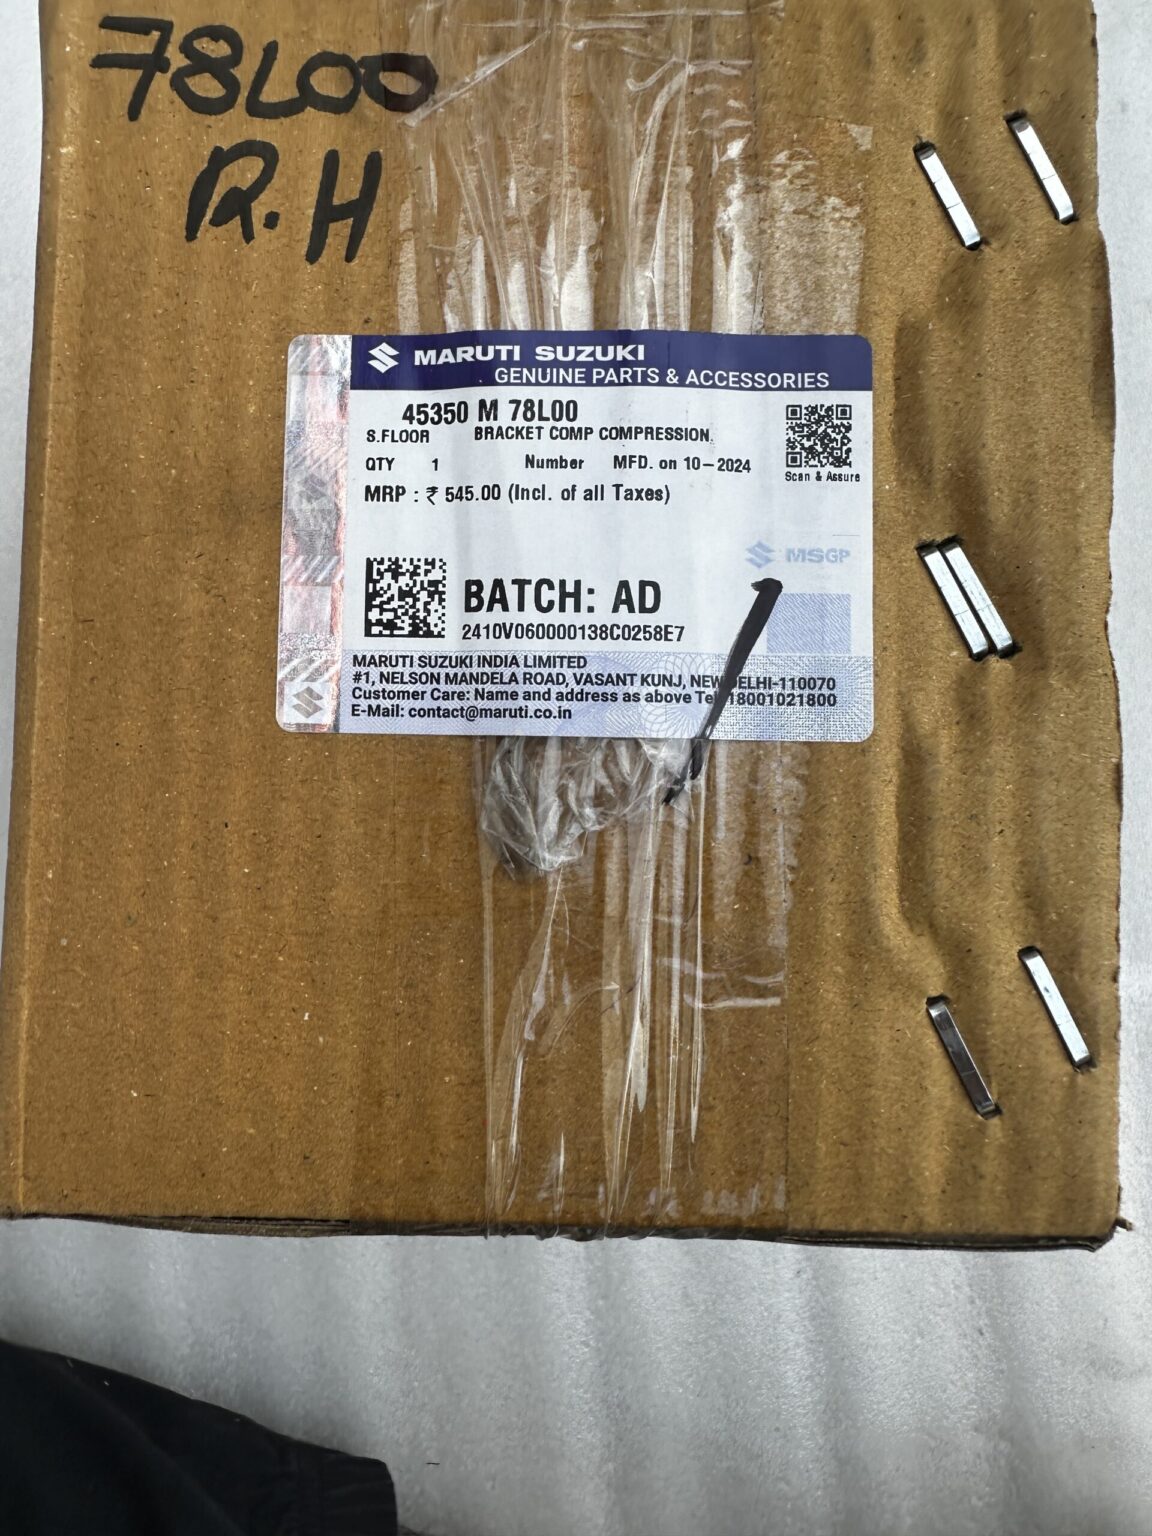 78L00
R.H
MARUTI SUZUKI
GENUINE PARTS & ACCESSORIES
45350 M 78L00
S.FLOOR BRACKET COMP COMPRESSION.
QTY 1 Number MFD. on 10-2024
MRP : ₹ 545.00 (Incl. of all Taxes)
Scan & Assure
MSGP
BATCH: AD
2410V060000138C0258E7
MARUTI SUZUKI INDIA LIMITED
#1, NELSON MANDELA ROAD, VASANT KUNJ, NEW DELHI-110070
Customer Care: Name and address as above Tel: 18001021800
E-Mail: contact@maruti.co.in